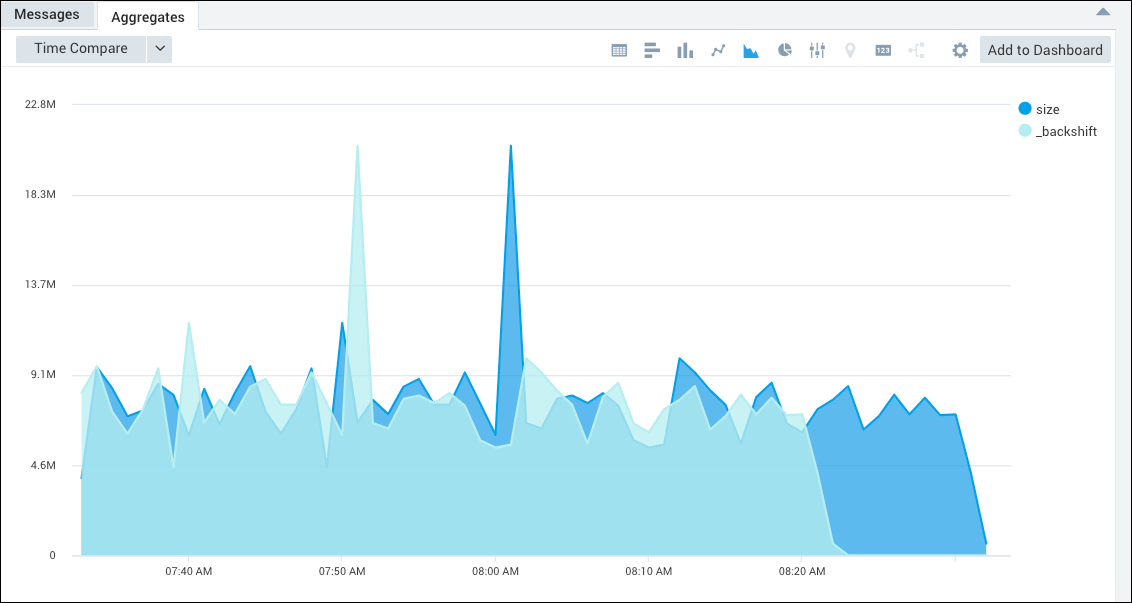 Messages
Aggregates
Time Compare
123
Add to Dashboard
22.8M
18.3M
13.7M
9.1M
4.6M
0
07:40 AM
07:50 AM
08:00 AM
08:10 AM
08:20 AM
size
_backshift